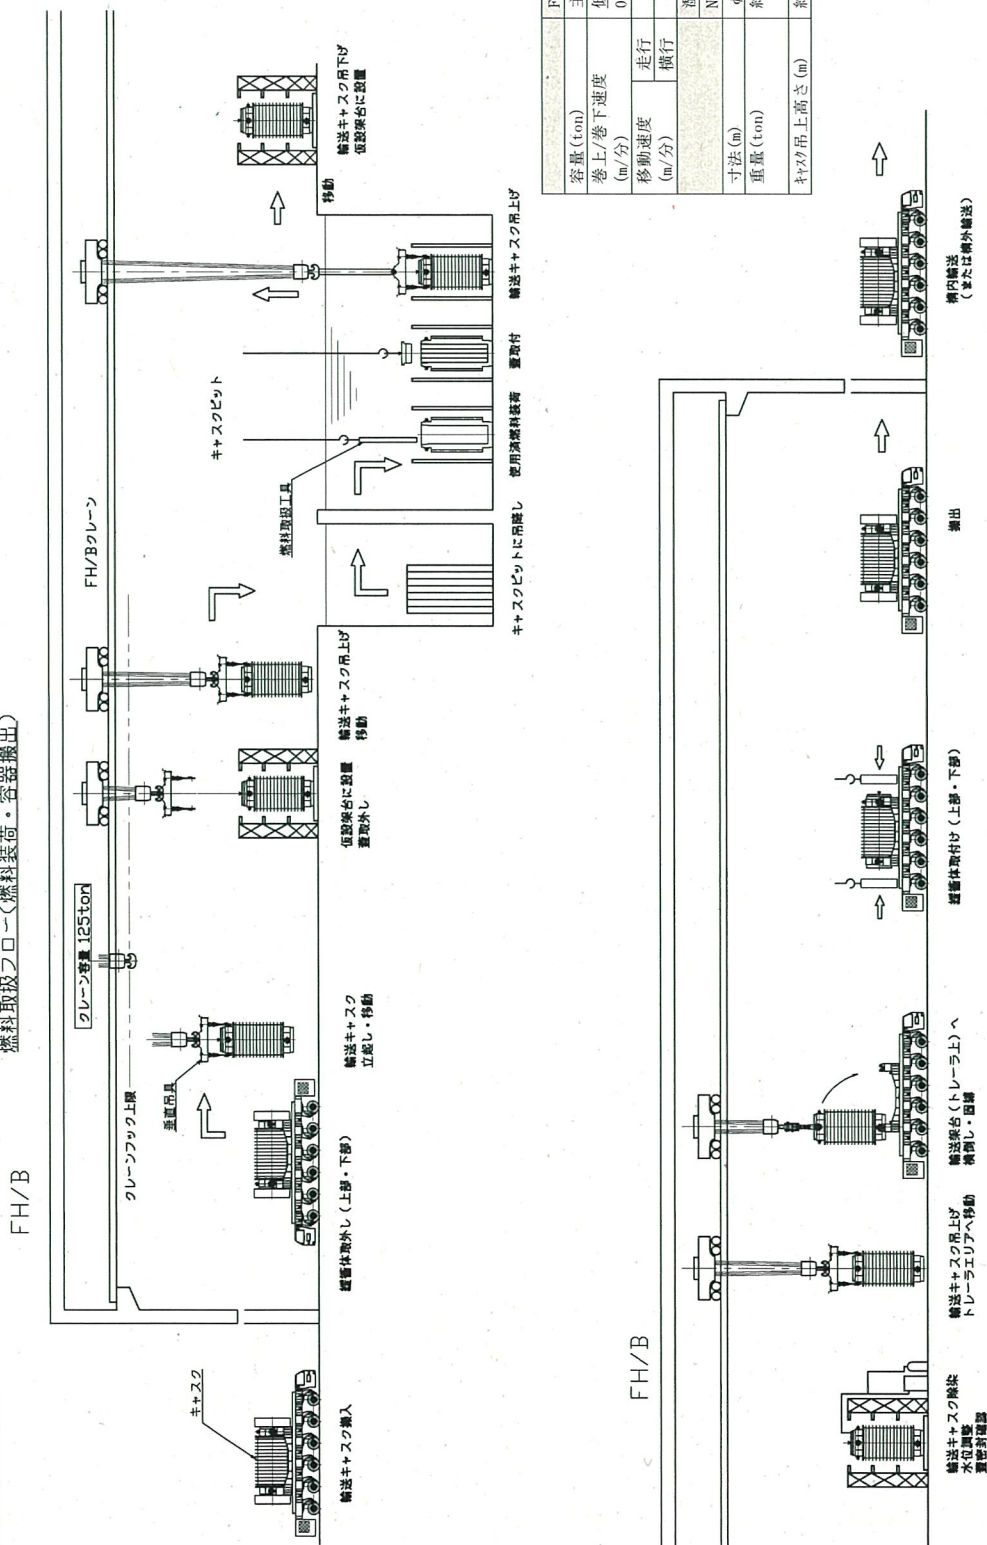 燃料取扱フロー(燃料装荷・容器搬出)
FH/B
クレーン容量 125ton
FH/Bクレーン
クレーンフック上限
キャスク
垂直吊具
キャスクピット
燃料取扱工具
移動
輸送キャスク搬入
緩衝体取外し(上部・下部)
輸送キャスク
立起し・移動
仮設架台に設置
蓋取外し
輸送キャスク吊上げ
移動
キャスクピットに吊降し
使用済燃料装荷
蓋取付
輸送キャスク吊上げ
輸送キャスク吊下げ
仮設架台に設置
FH/B
輸送キャスク除染
水位調整
蓋密封確認
輸送キャスク吊上げ
トレーラエリアへ移動
輸送架台(トレーラ上)へ
横倒し・固縛
緩衝体取付け(上部・下部)
搬出
構内輸送
(または構外輸送)
F
容量(ton)
主
巻上/巻下速度
(m/分)
0
移動速度
(m/分)
走行
横行
N
寸法(m)
重量(ton)
キャスク吊上高さ(m)